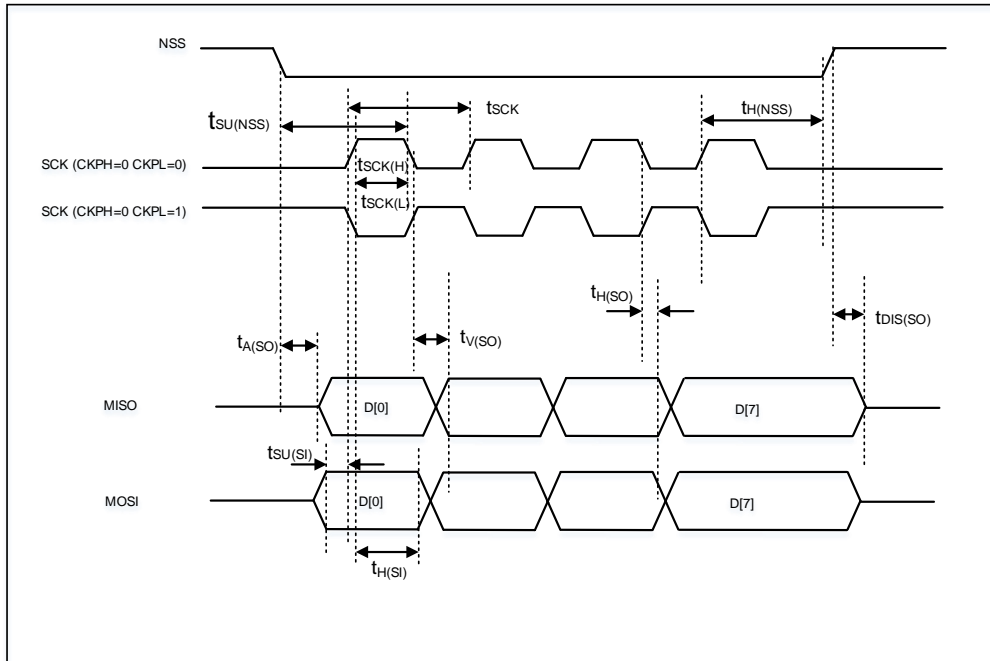 NSS
tSCK
tH(NSS)
tSU(NSS)
SCK (CKPH=0 CKPL=0)
tSCK(H)
tSCK(L)
SCK (CKPH=0 CKPL=1)
tH(SO)
tDIS(SO)
tV(SO)
tA(SO)
MISO
D[0]
D[7]
tSU(SI)
MOSI
D[0]
D[7]
tH(SI)